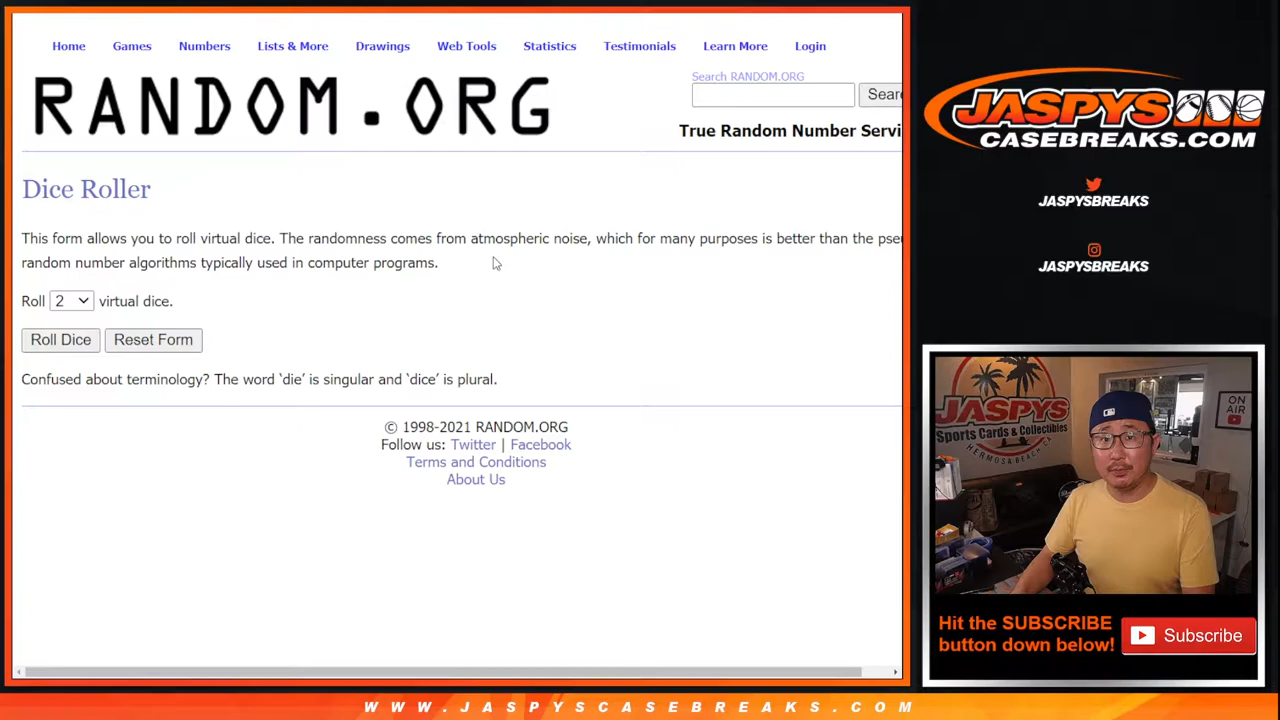 Home Games Numbers Lists & More Drawings Web Tools Statistics Testimonials Learn More Login
RANDOM.ORG
Search RANDOM.ORG
Sear
True Random Number Servi
Dice Roller
This form allows you to roll virtual dice. The randomness comes from atmospheric noise, which for many purposes is better than the pse
random number algorithms typically used in computer programs.
Roll 2 virtual dice.
Roll Dice Reset Form
Confused about terminology? The word ‘die’ is singular and ‘dice’ is plural.
© 1998-2021 RANDOM.ORG
Follow us: Twitter | Facebook
Terms and Conditions
About Us
JASPYS
CASEBREAKS.COM
JASPYSBREAKS
JASPYSBREAKS
JASPYS
Sports Cards & Collectibles
HERMOSA BEACH, CA
ON
AIR
Hit the SUBSCRIBE
button down below!
Subscribe
WWW.JASPYSCASEBREAKS.COM